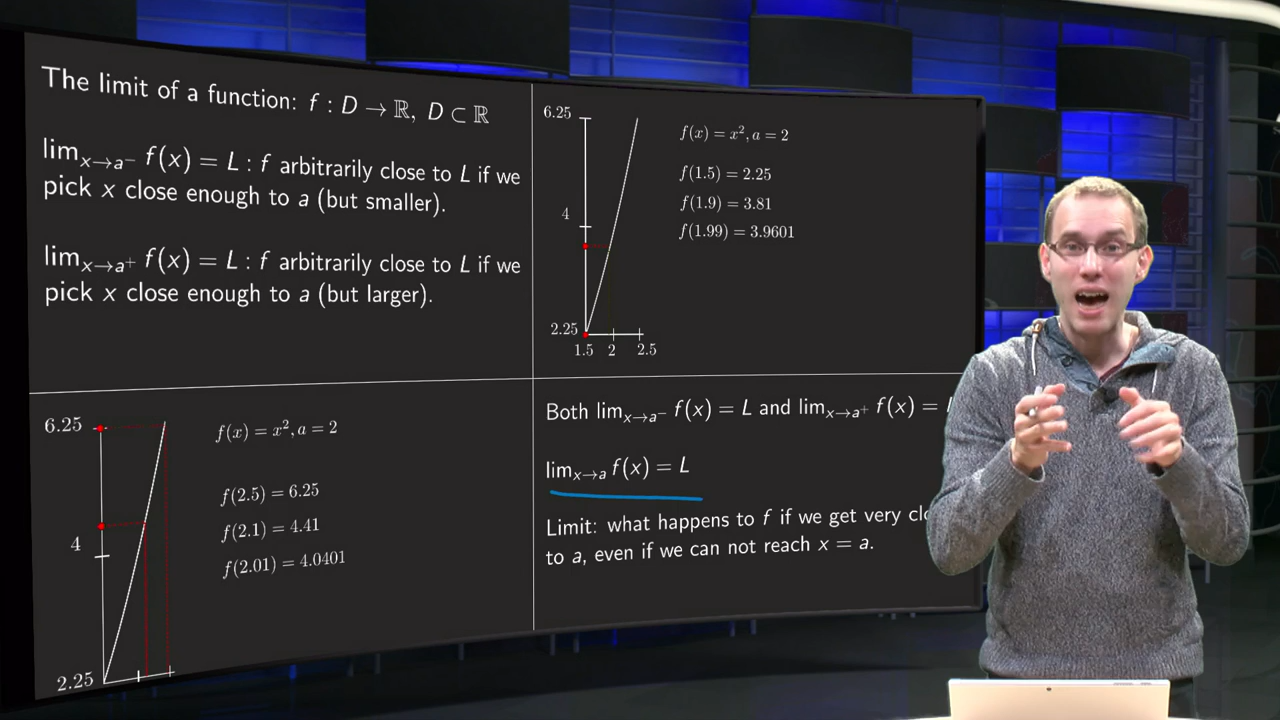 The limit of a function: f : D → ℝ, D ⊂ ℝ
lim_{x→a⁻} f(x) = L : f arbitrarily close to L if we
pick x close enough to a (but smaller).
lim_{x→a⁺} f(x) = L : f arbitrarily close to L if we
pick x close enough to a (but larger).
6.25
4
2.25
1.5 2 2.5
f(x) = x², a = 2
f(1.5) = 2.25
f(1.9) = 3.81
f(1.99) = 3.9601
6.25
4
2.25
f(x) = x², a = 2
f(2.5) = 6.25
f(2.1) = 4.41
f(2.01) = 4.0401
Both lim_{x→a⁻} f(x) = L and lim_{x→a⁺} f(x) =
lim_{x→a} f(x) = L
Limit: what happens to f if we get very
to a, even if we can not reach x = a.